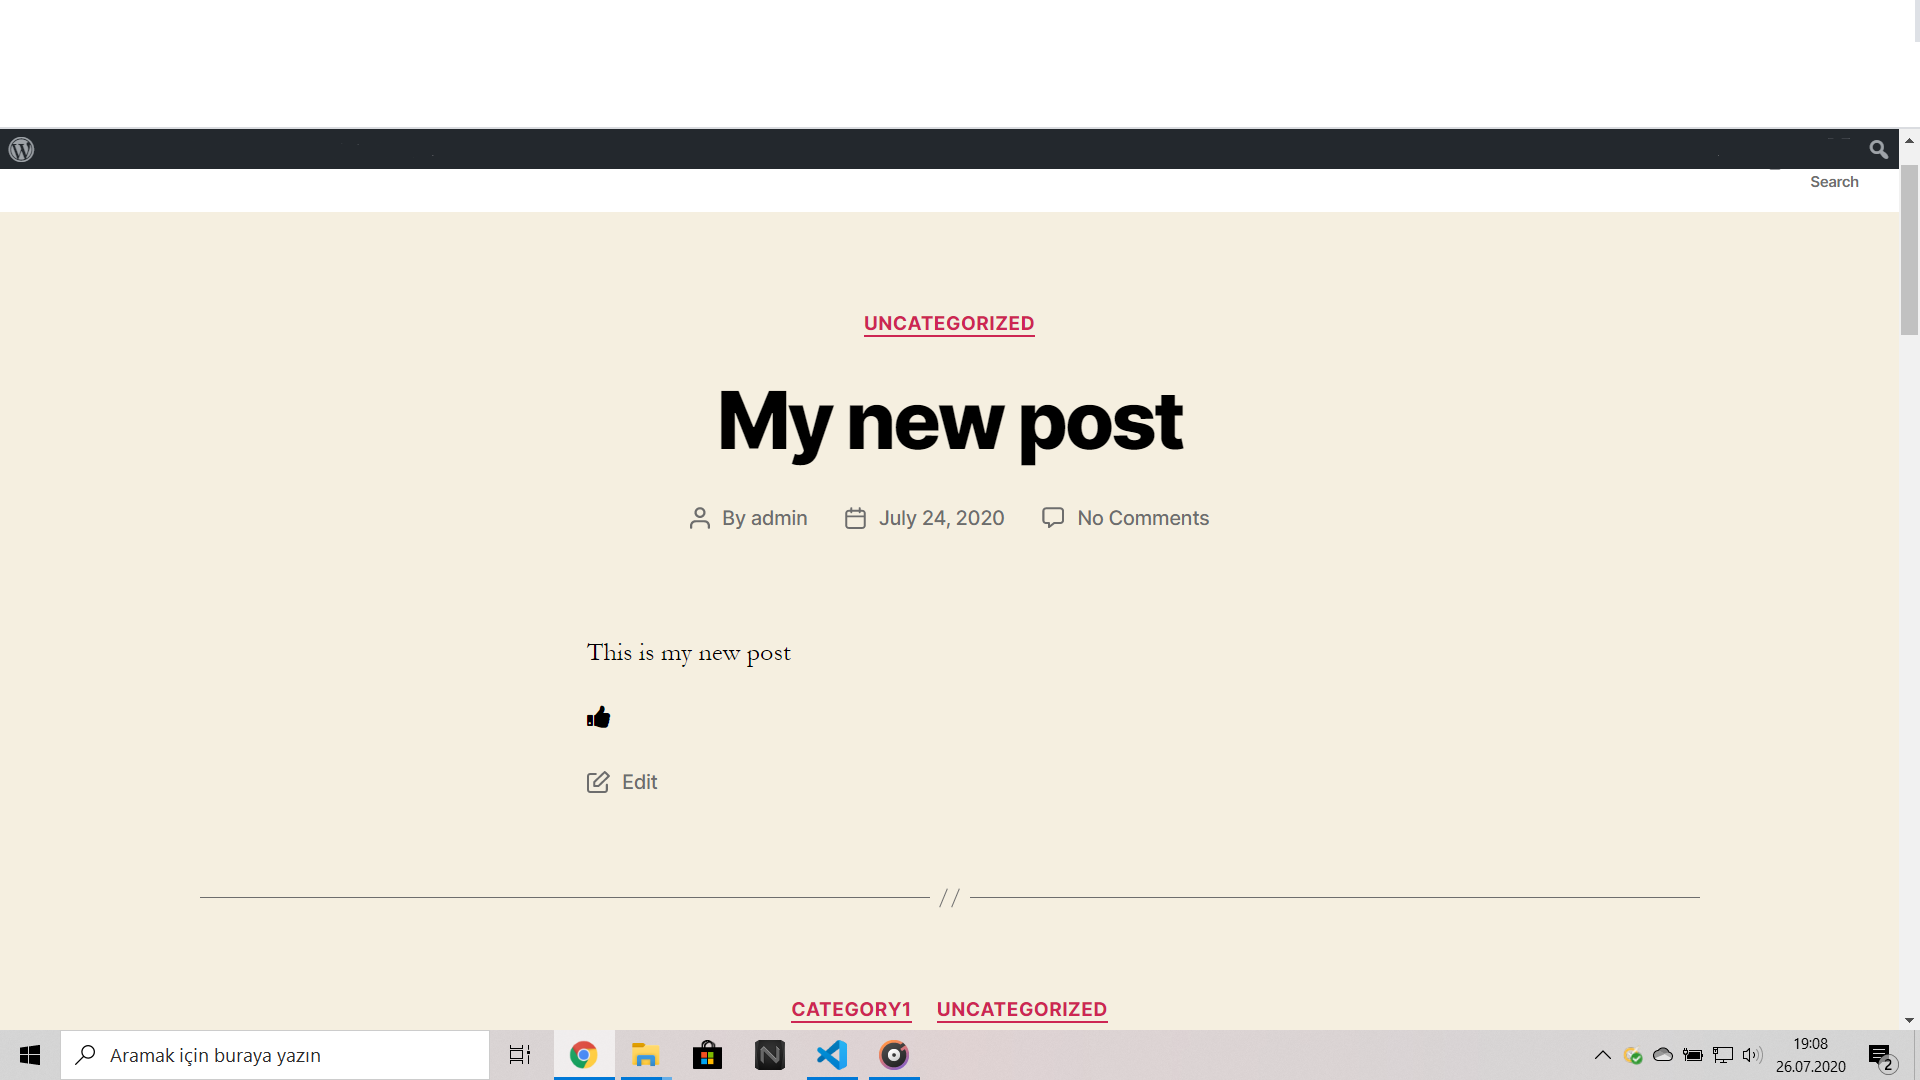 Search
UNCATEGORIZED
My new post
By admin July 24, 2020 No Comments
This is my new post
Edit
//
CATEGORY1 UNCATEGORIZED
Aramak için buraya yazın
19:08
26.07.2020
2